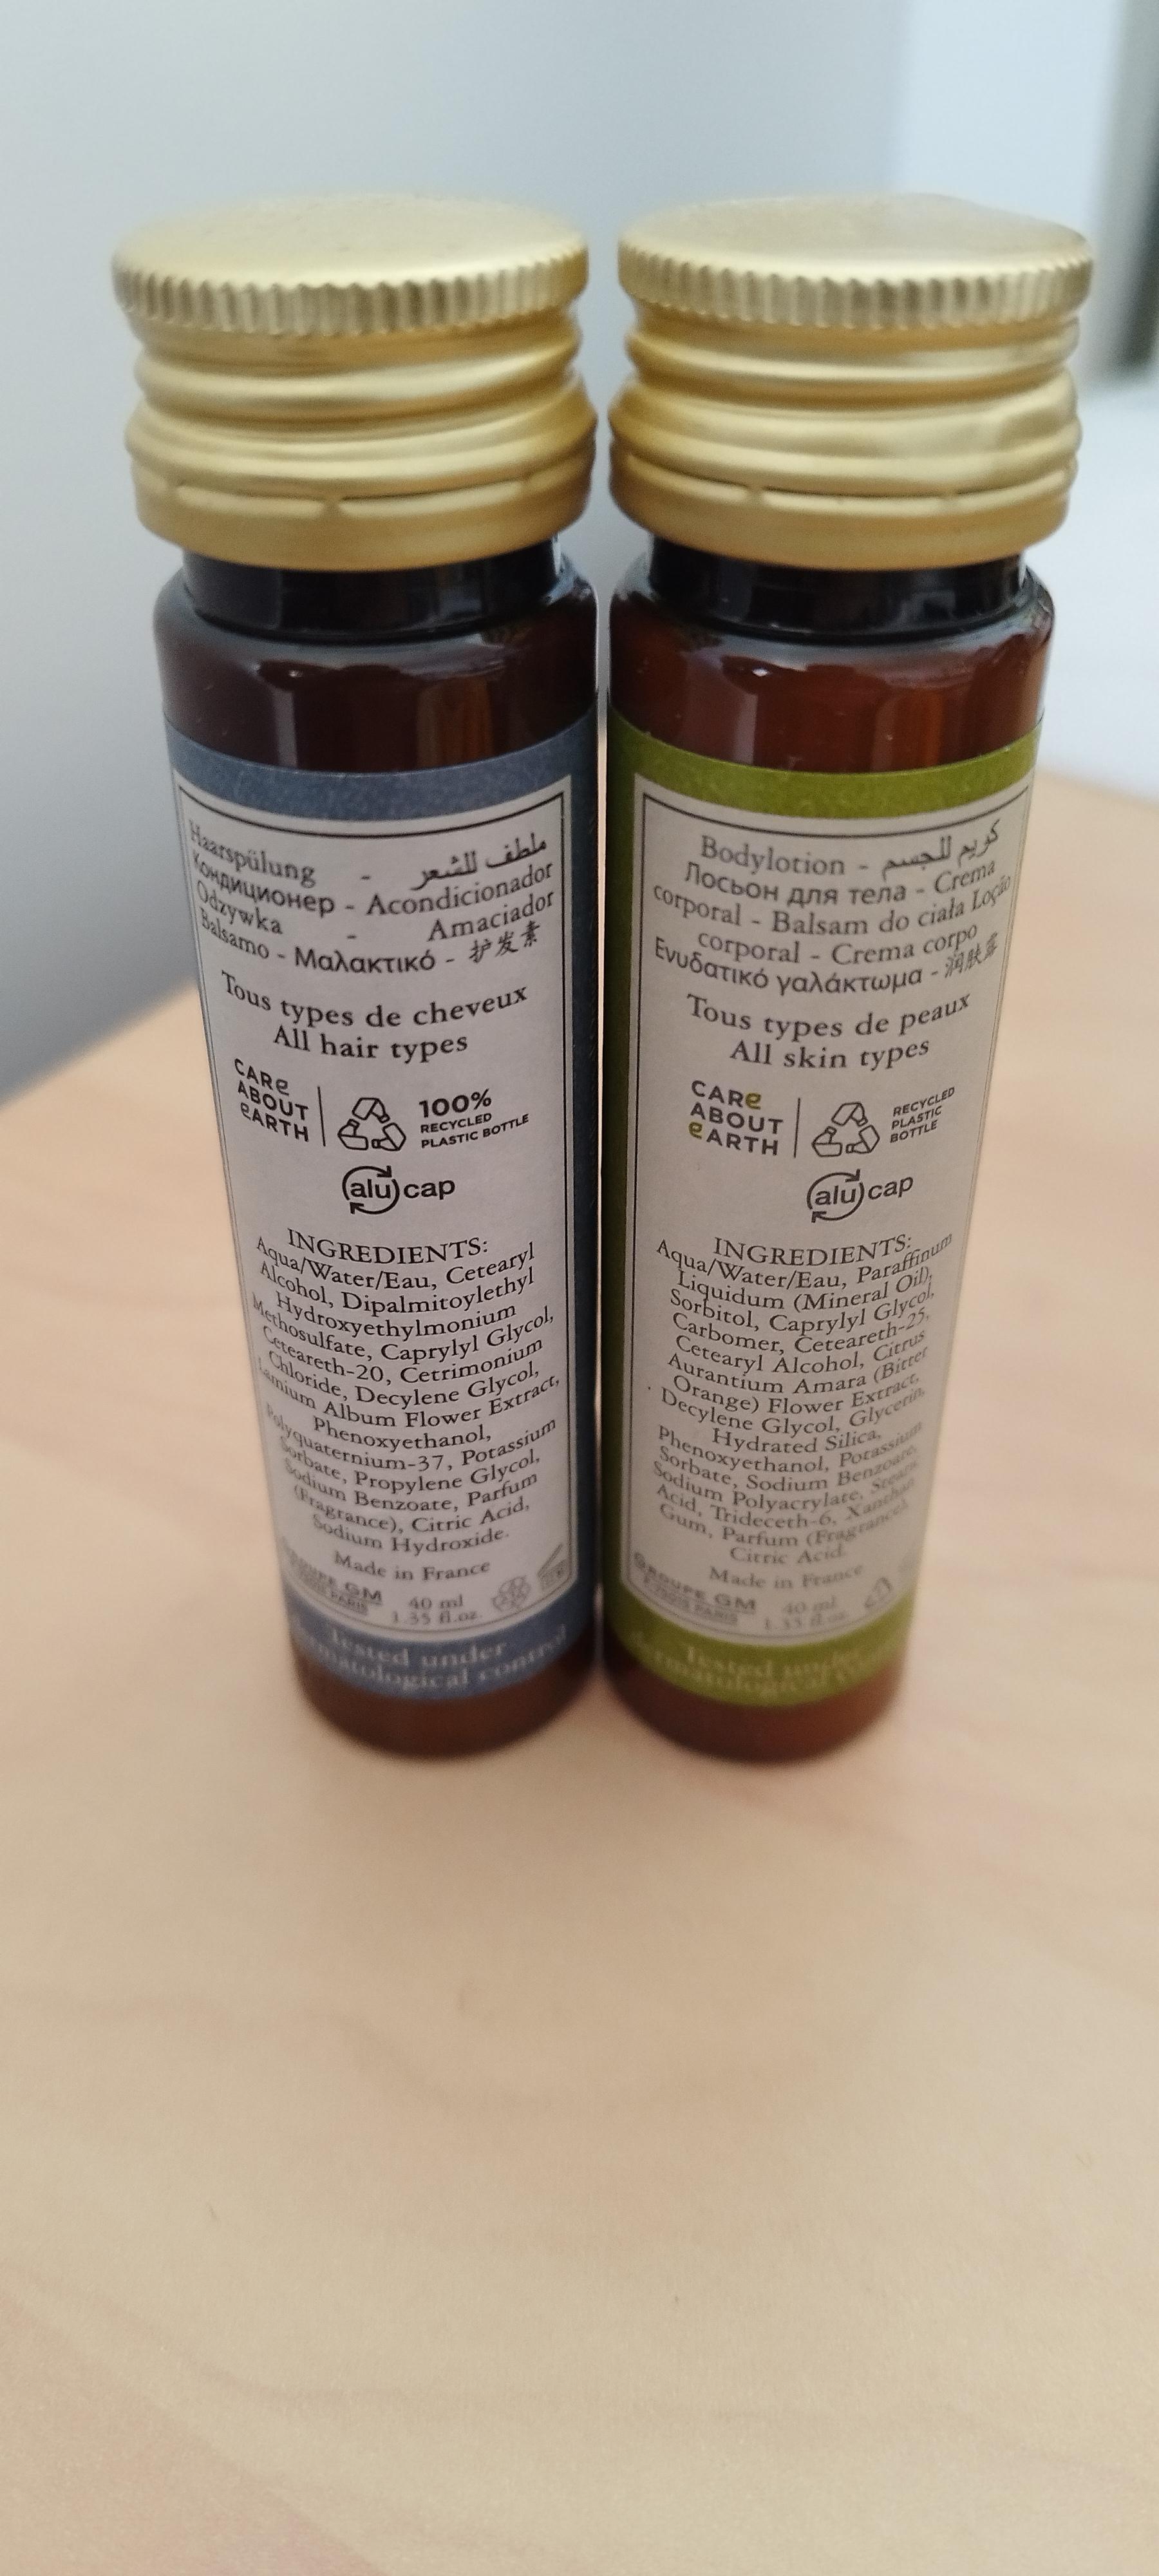 Haarspülung - ملطف للشعر
Кондиционер - Acondicionador
Odzywka - Amaciador
Balsamo - Μαλακτικό - 护发素
Tous types de cheveux
All hair types
CARe
ABOUT
eARTH
100%
RECYCLED
PLASTIC BOTTLE
alu cap
INGREDIENTS:
Aqua/Water/Eau, Cetearyl
Alcohol, Dipalmitoylethyl
Hydroxyethylmonium
Methosulfate, Caprylyl Glycol,
Ceteareth-20, Cetrimonium
Chloride, Decylene Glycol,
Lamium Album Flower Extract,
Phenoxyethanol,
Polyquaternium-37, Potassium
Sorbate, Propylene Glycol,
Sodium Benzoate, Parfum
(Fragrance), Citric Acid,
Sodium Hydroxide.
Made in France
GROUPE GM
PARIS
40 ml
1.35 fl.oz.
Tested under
dermatological control
Bodylotion - كريم للجسم
Лосьон для тела - Crema
corporal - Balsam do ciała Loção
corporal - Crema corpo
Ενυδατικό γαλάκτωμα - 润肤露
Tous types de peaux
All skin types
CARe
ABOUT
eARTH
RECYCLED
PLASTIC
BOTTLE
alu cap
INGREDIENTS:
Aqua/Water/Eau, Paraffinum
Liquidum (Mineral Oil),
Sorbitol, Caprylyl Glycol,
Carbomer, Ceteareth-25,
Cetearyl Alcohol, Citrus
Aurantium Amara (Bitter
Orange) Flower Extract,
Decylene Glycol, Glycerin,
Hydrated Silica,
Phenoxyethanol, Potassium
Sorbate, Sodium Benzoate,
Sodium Polyacrylate, Stearic
Acid, Trideceth-6, Xanthan
Gum, Parfum (Fragrance),
Citric Acid.
Made in France
GROUPE GM
PARIS
40 ml
1.35 fl.oz.
Tested under
dermatological